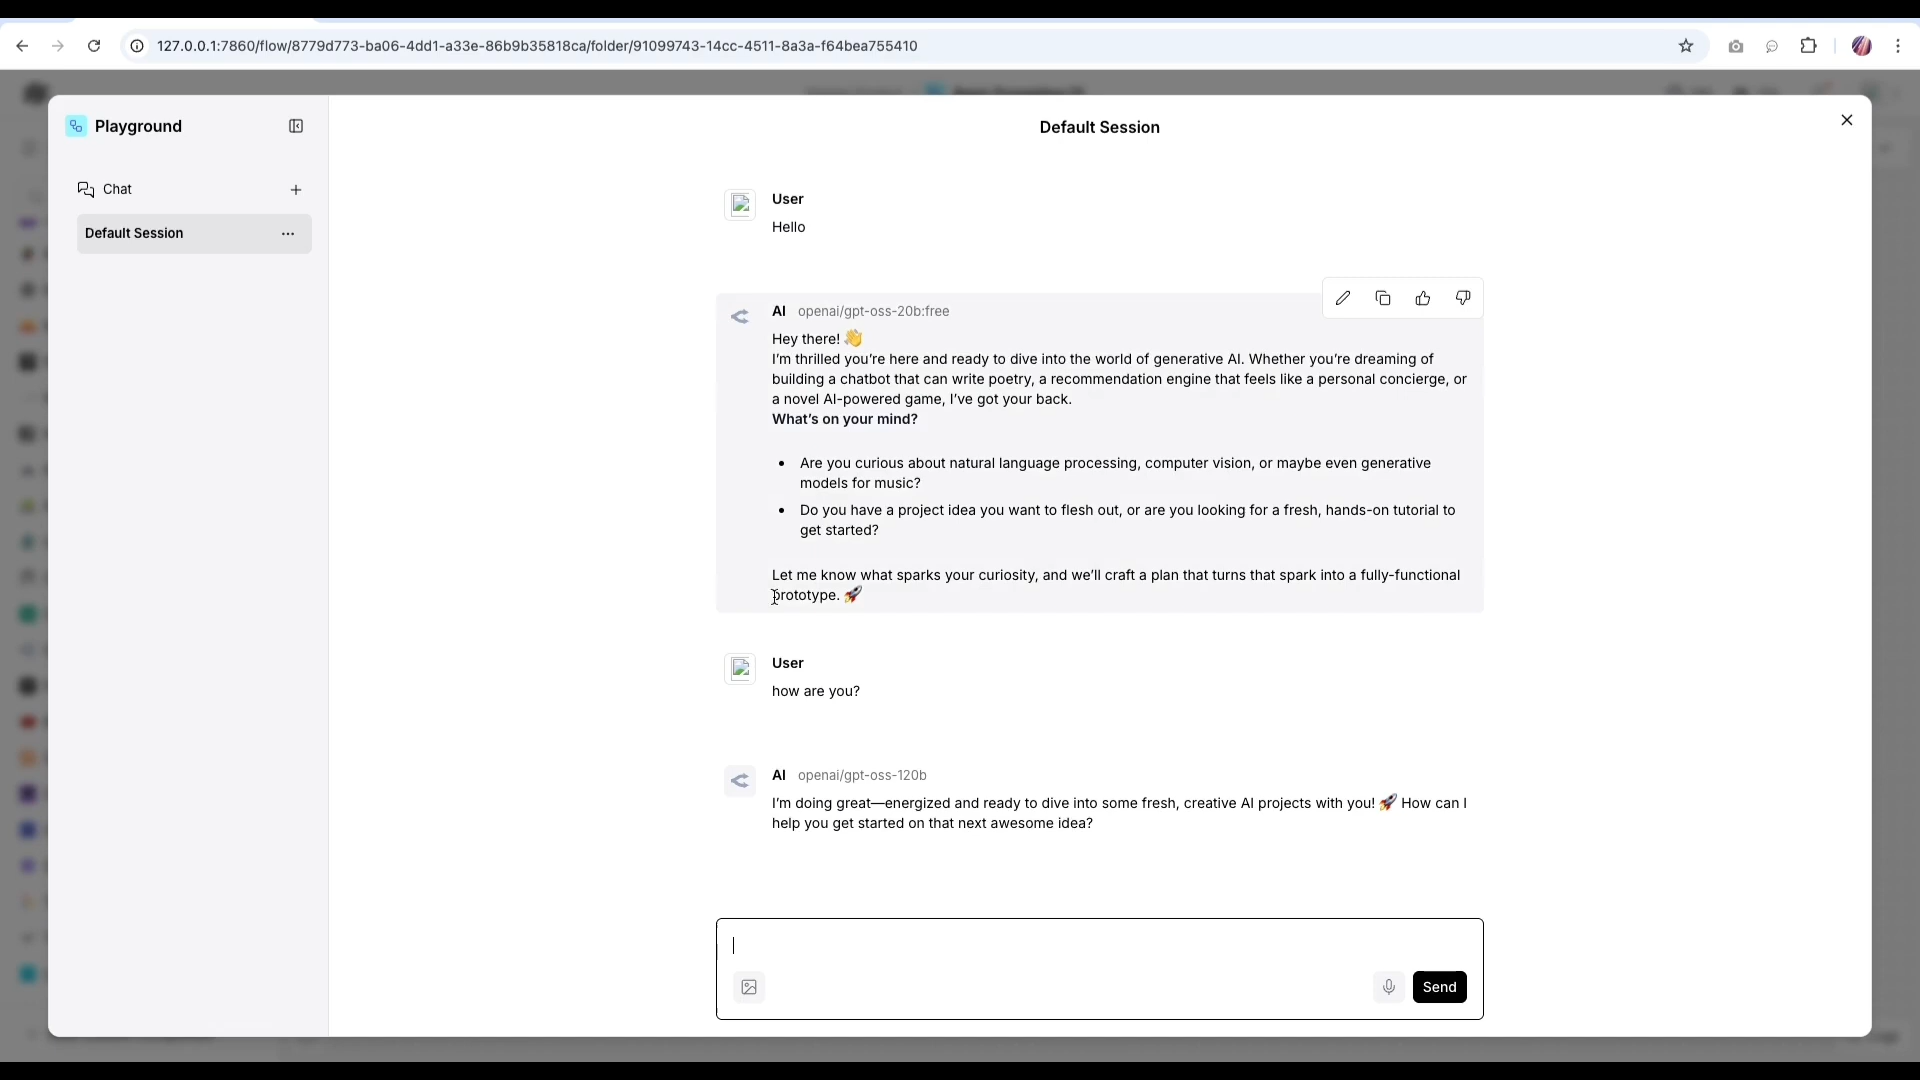 127.0.0.1:7860/flow/8779d773-ba06-4dd1-a33e-86b9b35818ca/folder/91099743-14cc-4511-8a3a-f64bea755410
Playground
Default Session
Chat
Default Session
User
Hello
AI openai/gpt-oss-20b:free
Hey there! 👋
I’m thrilled you’re here and ready to dive into the world of generative AI. Whether you’re dreaming of
building a chatbot that can write poetry, a recommendation engine that feels like a personal concierge, or
a novel AI-powered game, I’ve got your back.
What’s on your mind?
• Are you curious about natural language processing, computer vision, or maybe even generative
models for music?
• Do you have a project idea you want to flesh out, or are you looking for a fresh, hands-on tutorial to
get started?
Let me know what sparks your curiosity, and we’ll craft a plan that turns that spark into a fully-functional
prototype. 🚀
User
how are you?
AI openai/gpt-oss-120b
I’m doing great—energized and ready to dive into some fresh, creative AI projects with you! 🚀 How can I
help you get started on that next awesome idea?
Send